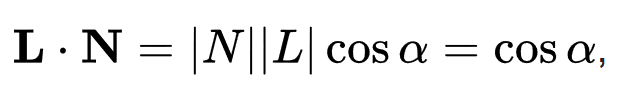 L · N = |N||L| cos α = cos α,